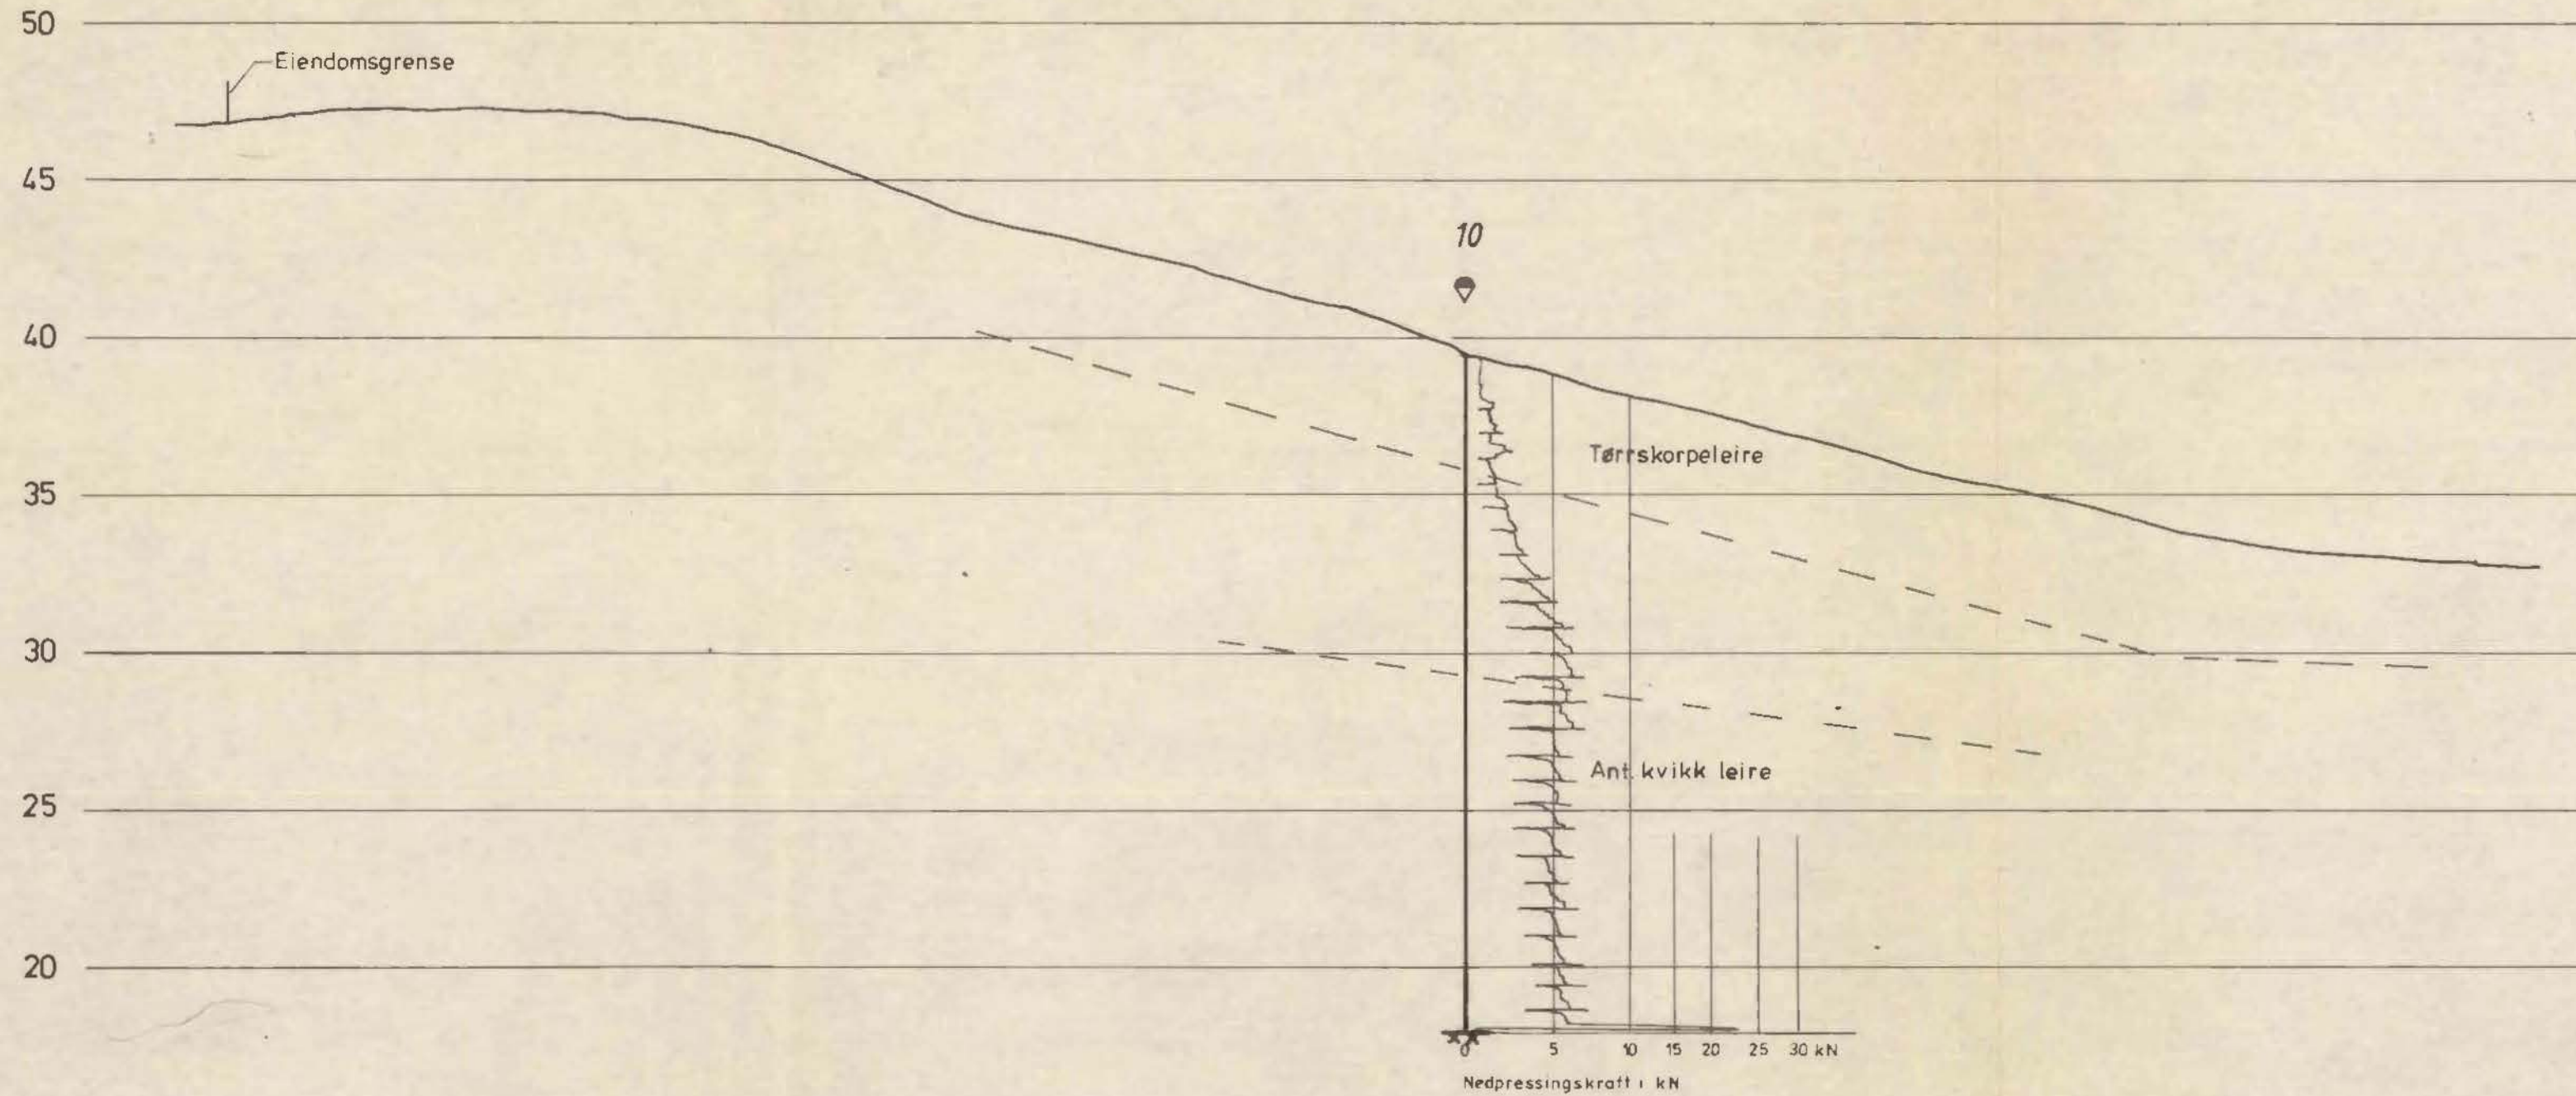 50
Eiendomsgrense
45
10
40
Tørrskorpeleire
35
30
Ant. kvikk leire
25
20
0 5 10 15 20 25 30 kN
Nedpressingskraft i kN